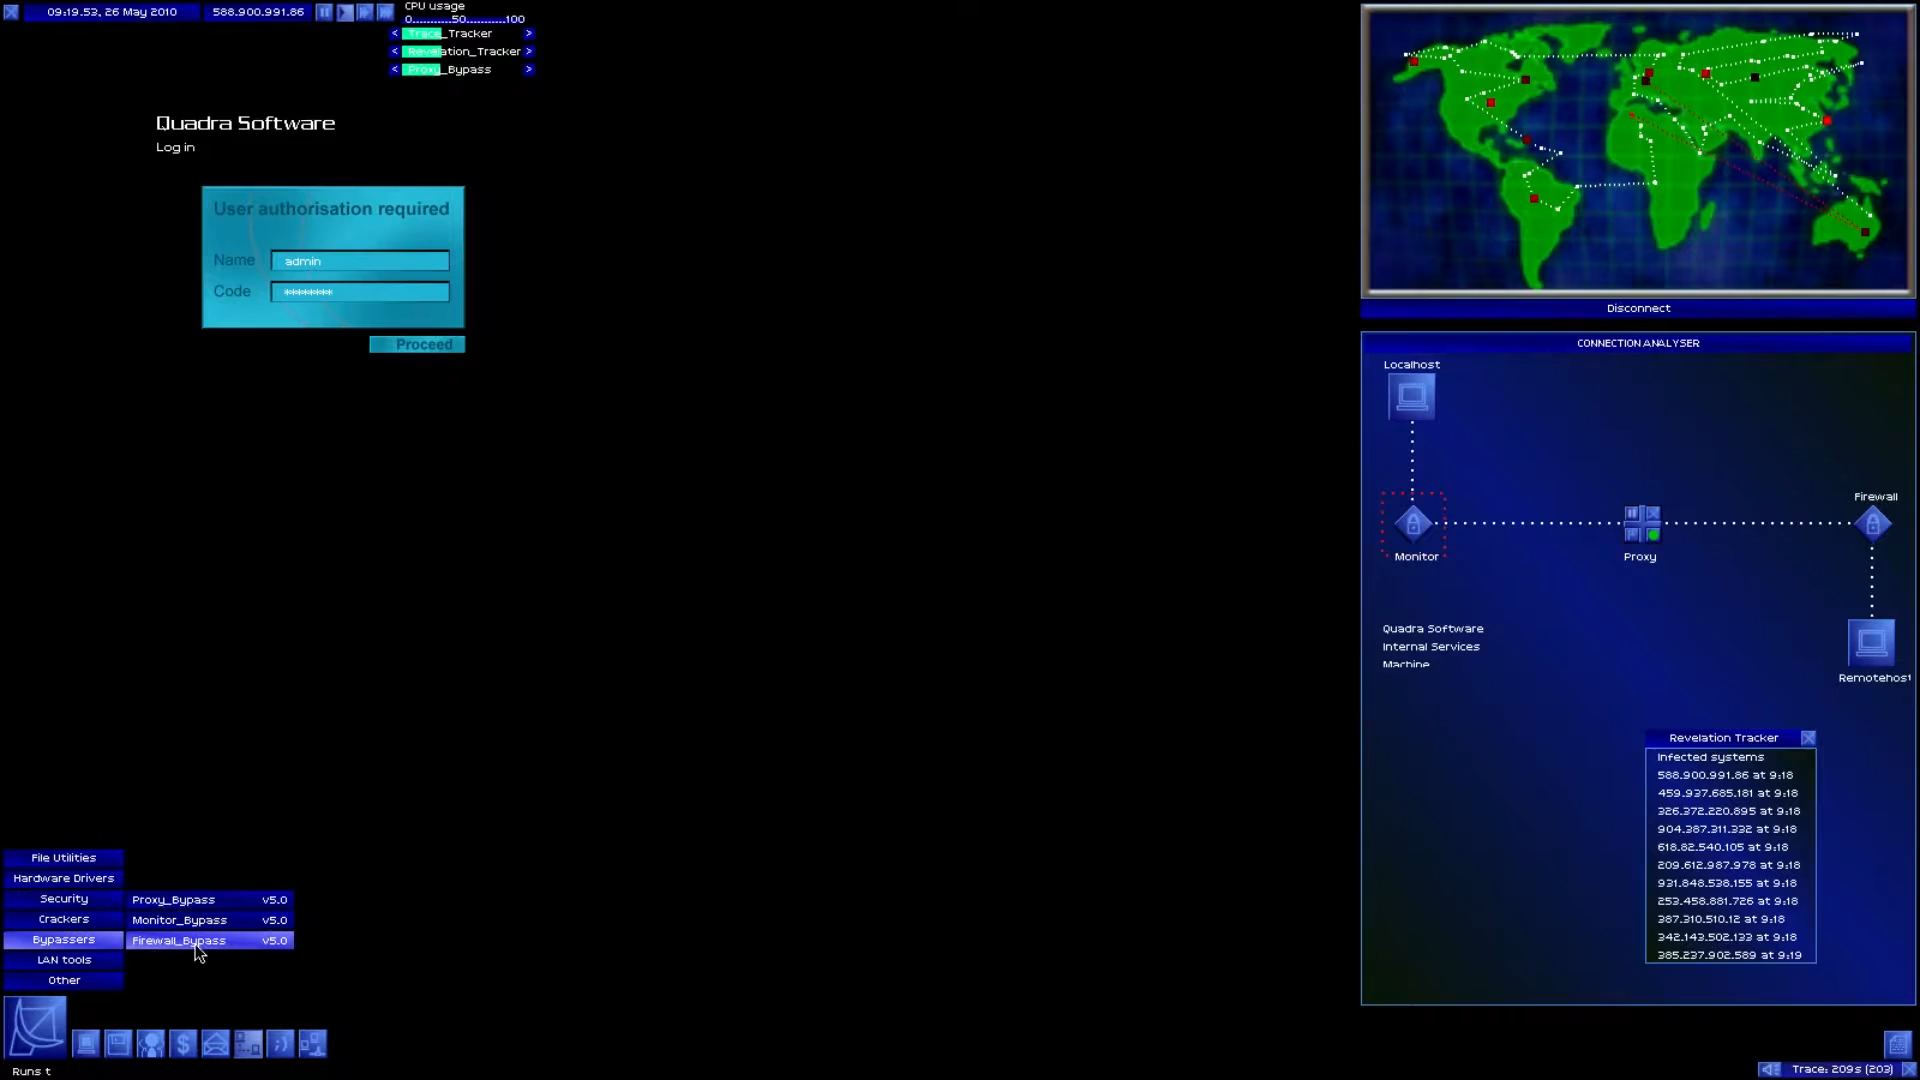 09:19.53, 26 May 2010
588.900.991.86
CPU usage
0..........50..........100
< Trace_Tracker >
< Revelation_Tracker >
< Proxy_Bypass >
Quadra Software
Log in
User authorisation required
Name admin
Code ********
Proceed
Disconnect
CONNECTION ANALYSER
Localhost
Firewall
Monitor
Proxy
Quadra Software
Internal Services
Machine
Remotehost
Revelation Tracker
Infected systems
588.900.991.86 at 9:18
459.937.685.181 at 9:18
326.372.220.895 at 9:18
904.387.311.332 at 9:18
618.82.540.105 at 9:18
209.612.987.978 at 9:18
931.848.538.155 at 9:18
253.458.881.726 at 9:18
387.310.510.12 at 9:18
342.143.502.133 at 9:18
385.237.902.589 at 9:19
File Utilities
Hardware Drivers
Security
Crackers
Bypassers
LAN tools
Other
Proxy_Bypass v5.0
Monitor_Bypass v5.0
Firewall_Bypass v5.0
Runs t
Trace: 209s (203)